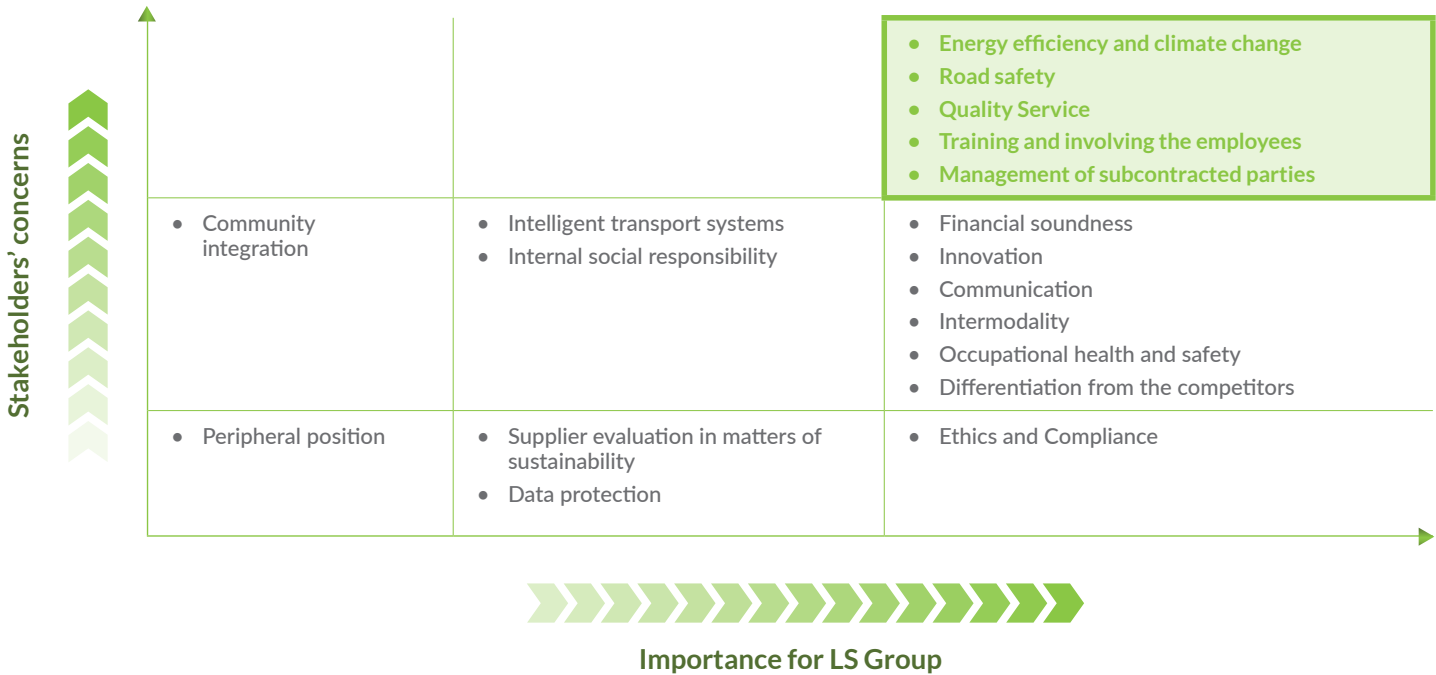 Stakeholders’ concerns
• Energy efficiency and climate change
• Road safety
• Quality Service
• Training and involving the employees
• Management of subcontracted parties
• Community
integration
• Intelligent transport systems
• Internal social responsibility
• Financial soundness
• Innovation
• Communication
• Intermodality
• Occupational health and safety
• Differentiation from the competitors
• Peripheral position
• Supplier evaluation in matters of
sustainability
• Data protection
• Ethics and Compliance
Importance for LS Group